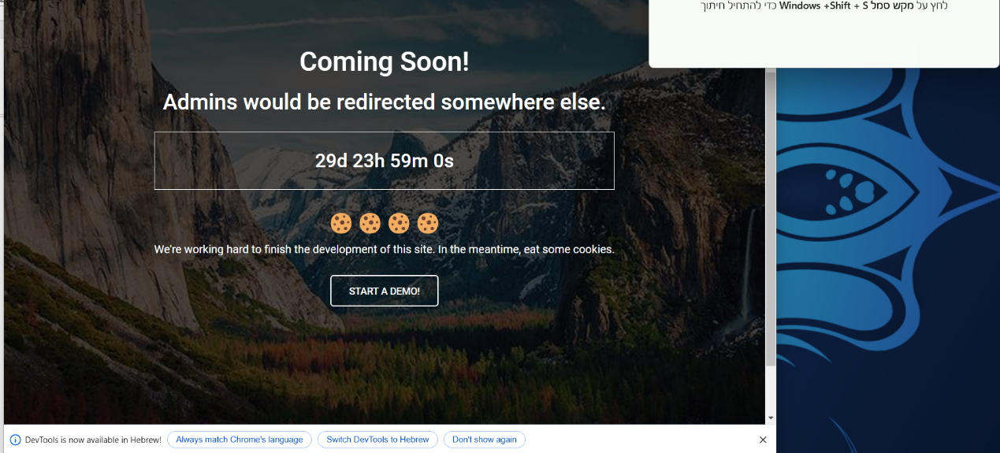 לחץ על מקש סמל Windows +Shift + S כדי להתחיל חיתוך
Coming Soon!
Admins would be redirected somewhere else.
29d 23h 59m 0s
We're working hard to finish the development of this site. In the meantime, eat some cookies.
START A DEMO!
DevTools is now available in Hebrew!
Always match Chrome's language
Switch DevTools to Hebrew
Don't show again